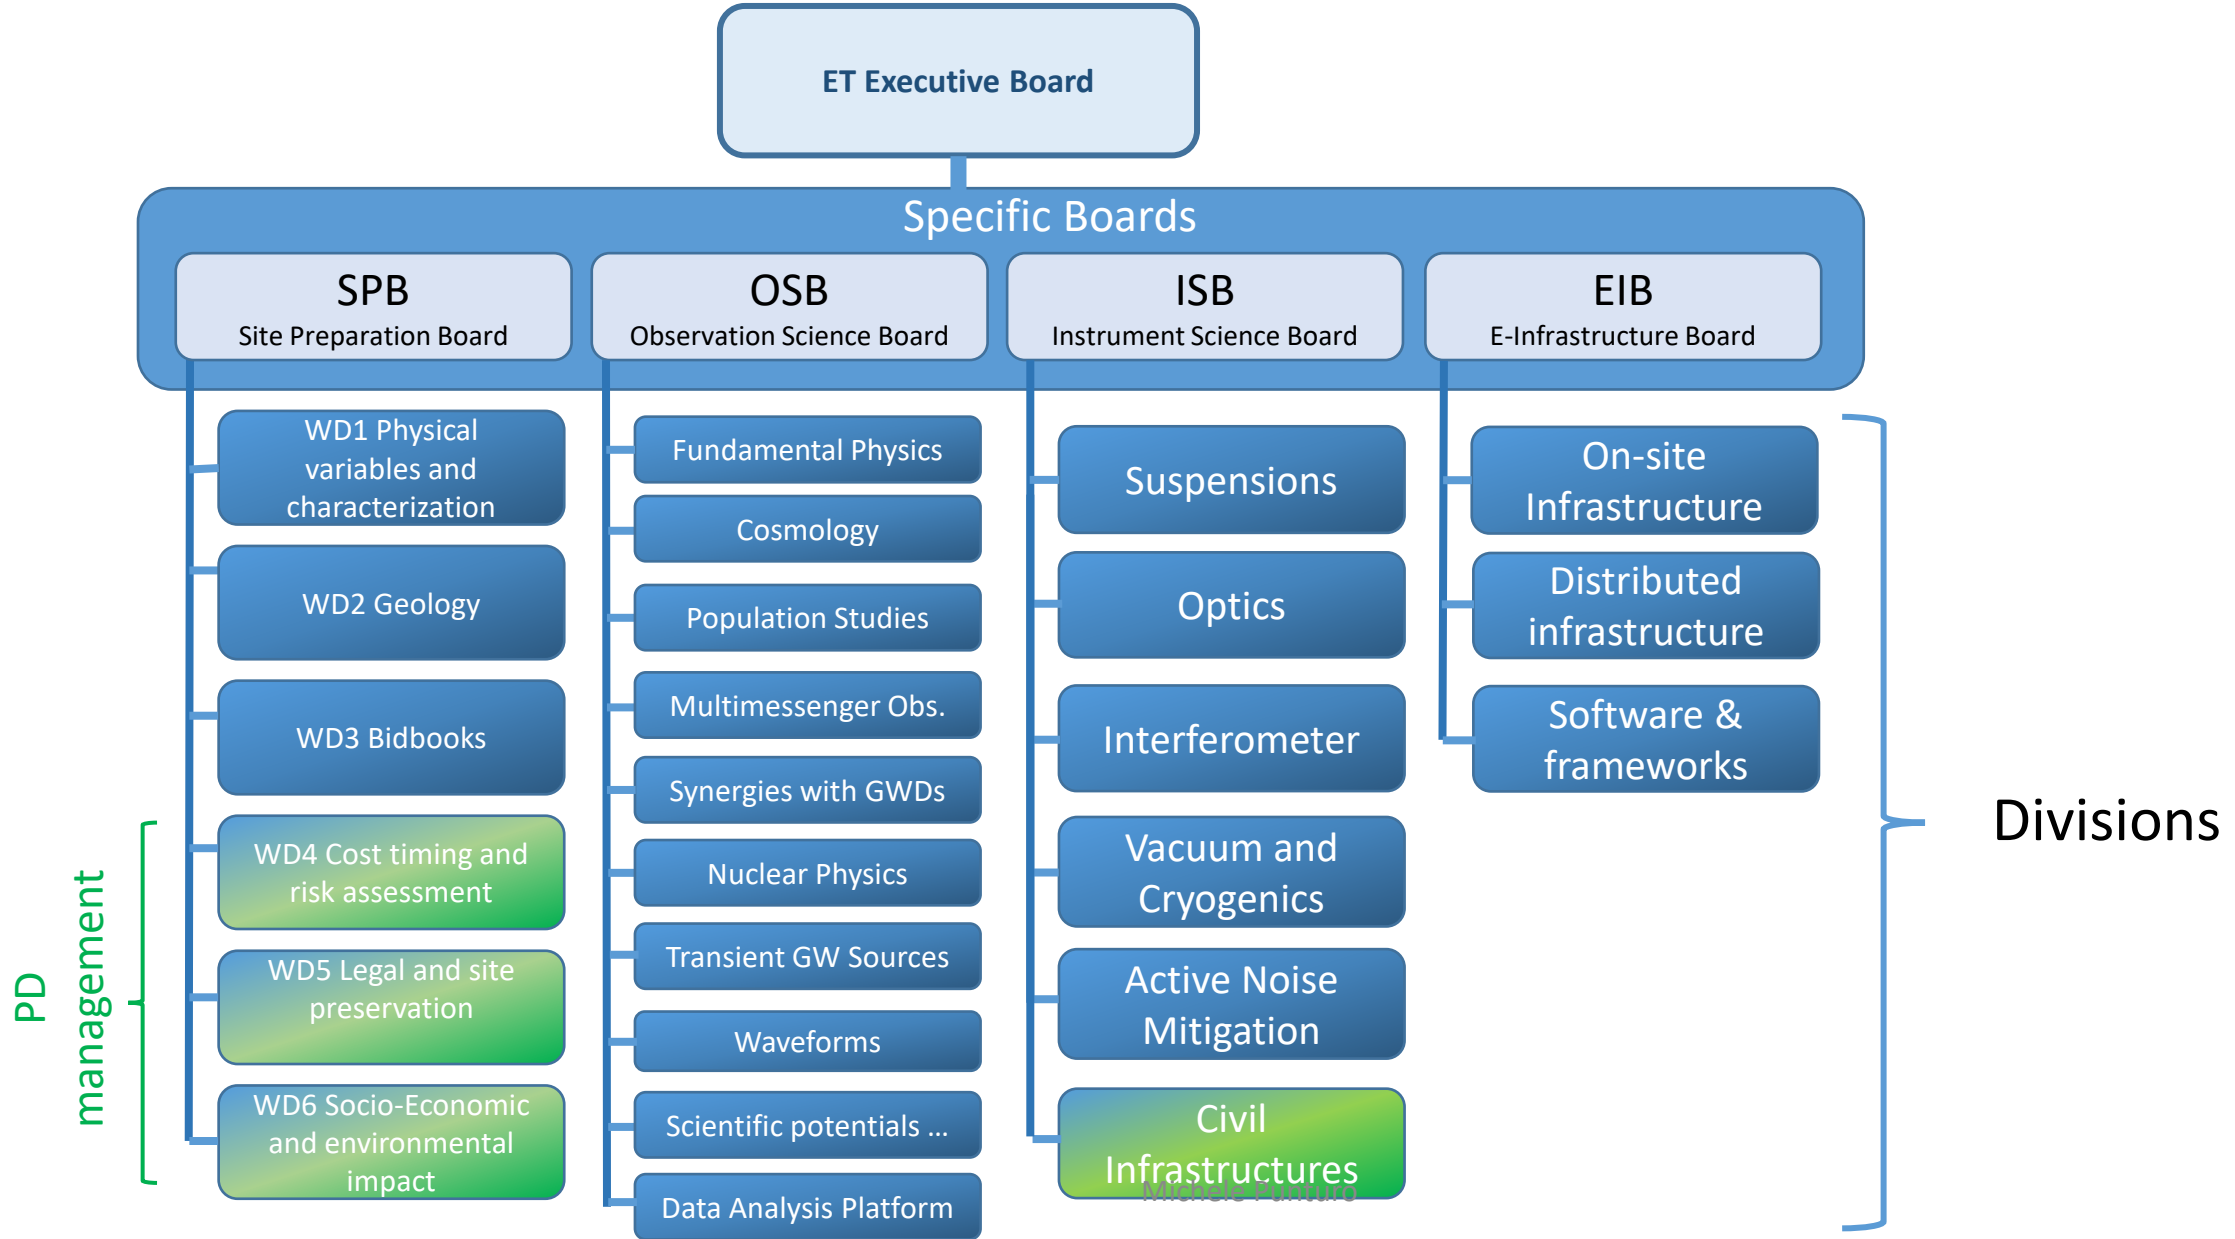 ET Executive Board
Specific Boards
SPB
Site Preparation Board
OSB
Observation Science Board
ISB
Instrument Science Board
EIB
E-Infrastructure Board
WD1 Physical
variables and
characterization
WD2 Geology
WD3 Bidbooks
WD4 Cost timing and
risk assessment
WD5 Legal and site
preservation
WD6 Socio-Economic
and environmental
impact
PD
management
Fundamental Physics
Cosmology
Population Studies
Multimessenger Obs.
Synergies with GWDs
Nuclear Physics
Transient GW Sources
Waveforms
Scientific potentials ...
Data Analysis Platform
Suspensions
Optics
Interferometer
Vacuum and
Cryogenics
Active Noise
Mitigation
Civil
Infrastructures
Michele Punturo
On-site
Infrastructure
Distributed
infrastructure
Software &
frameworks
Divisions